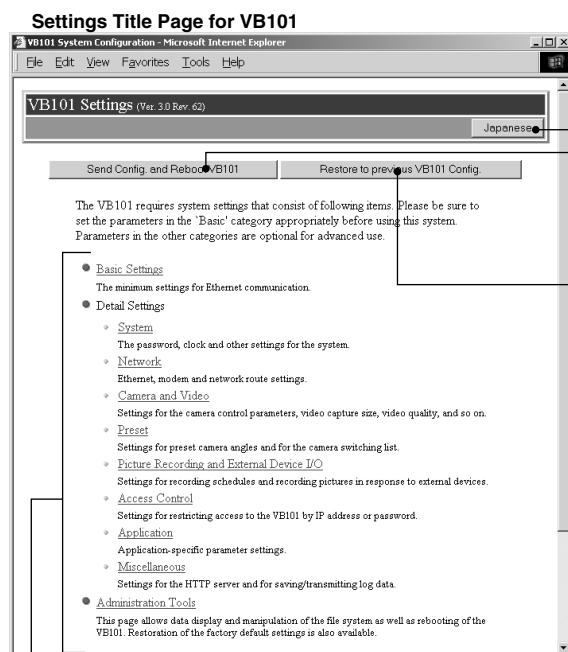 Settings Title Page for VB101
VB101 System Configuration - Microsoft Internet Explorer
File Edit View Favorites Tools Help
VB101 Settings (Ver. 3.0 Rev. 62)
Japanese
Send Config. and Reboot VB101
Restore to previous VB101 Config.
The VB101 requires system settings that consist of following items. Please be sure to
set the parameters in the `Basic' category appropriately before using this system.
Parameters in the other categories are optional for advanced use.
Basic Settings
The minimum settings for Ethernet communication.
Detail Settings
System
The password, clock and other settings for the system.
Network
Ethernet, modem and network route settings.
Camera and Video
Settings for the camera control parameters, video capture size, video quality, and so on.
Preset
Settings for preset camera angles and for the camera switching list.
Picture Recording and External Device I/O
Settings for recording schedules and recording pictures in response to external devices.
Access Control
Settings for restricting access to the VB101 by IP address or password.
Application
Application-specific parameter settings.
Miscellaneous
Settings for the HTTP server and for saving/transmitting log data.
Administration Tools
This page allows data display and manipulation of the file system as well as rebooting of the
VB101. Restoration of the factory default settings is also available.